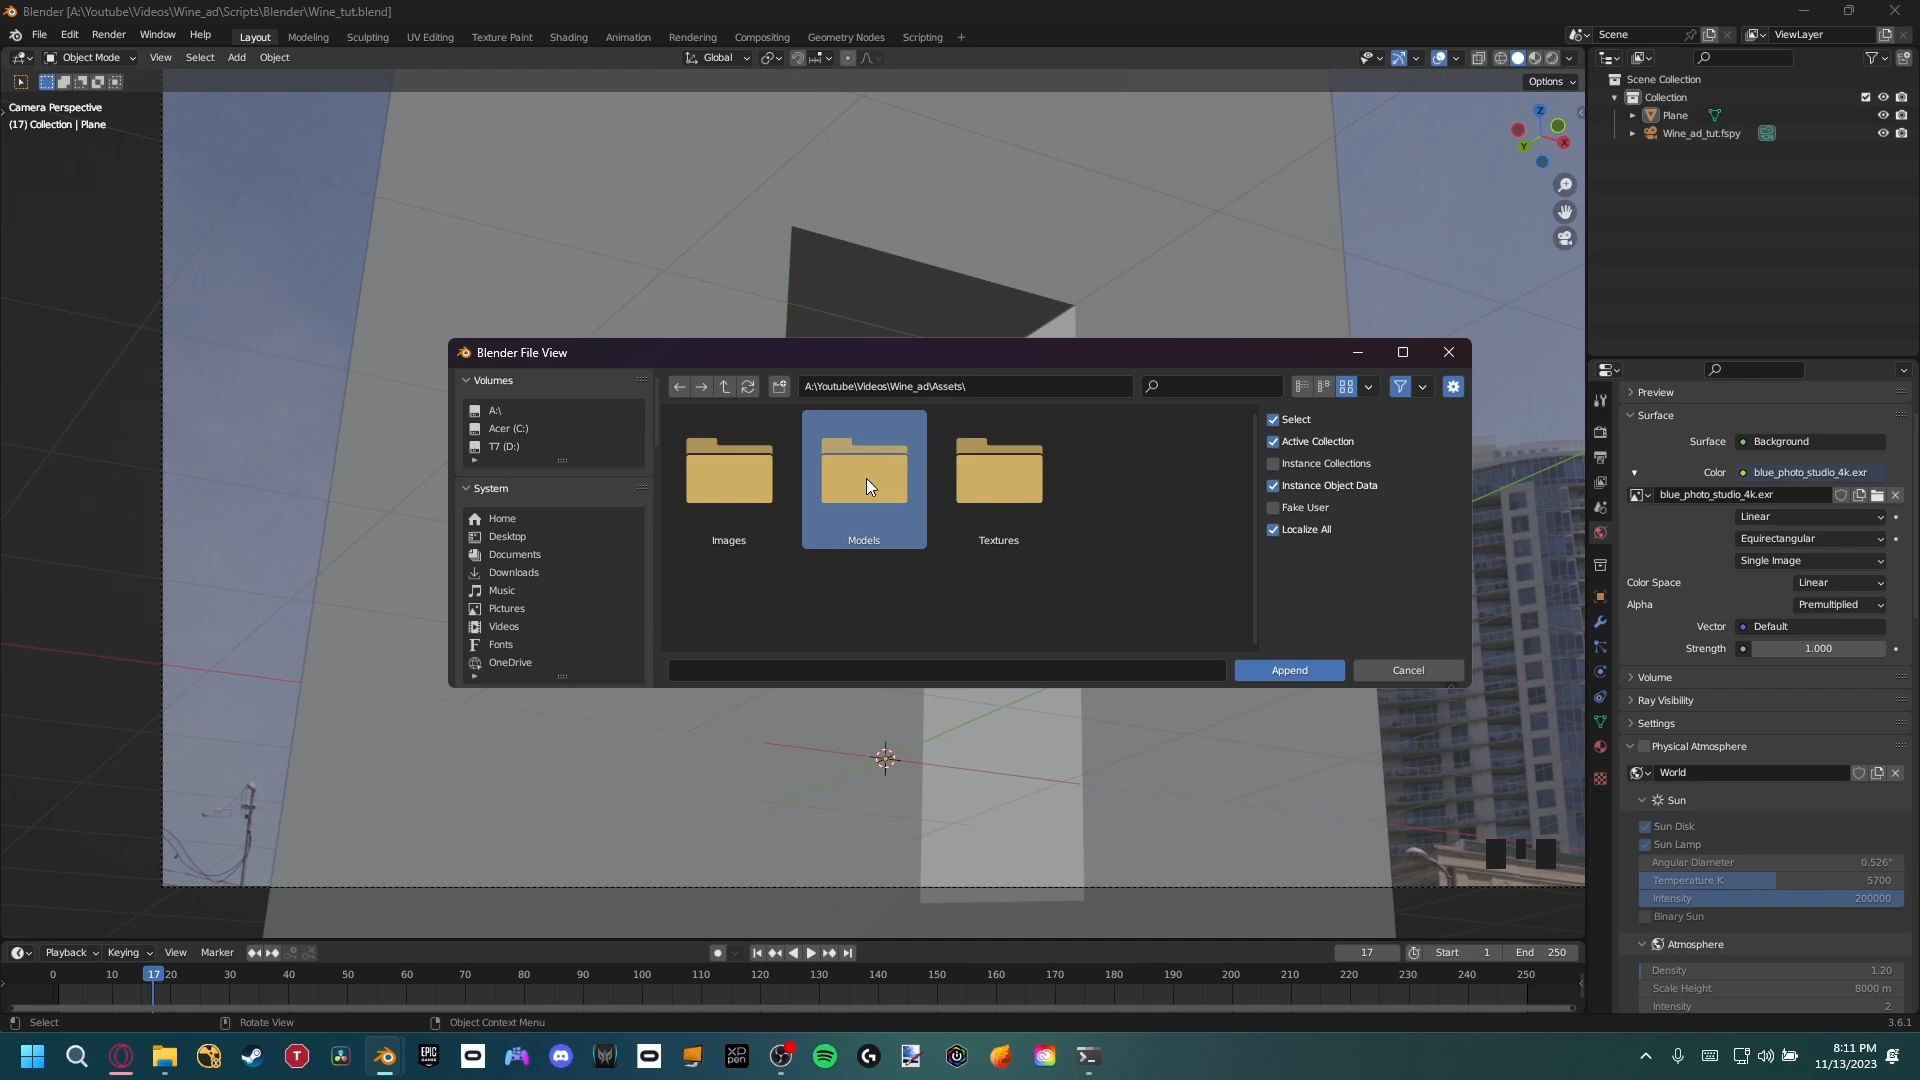 Blender [A:\Youtube\Videos\Wine_ad\Scripts\Blender\Wine_tut.blend]
File Edit Render Window Help
Layout Modeling Sculpting UV Editing Texture Paint Shading Animation Rendering Compositing Geometry Nodes Scripting +
Scene
ViewLayer
Object Mode View Select Add Object
Global
Options
Camera Perspective
(17) Collection | Plane
Z
X
Y
Scene Collection
Collection
Plane
Wine_ad_tut.fspy
Blender File View
Volumes
A:\
Acer (C:)
T7 (D:)
System
Home
Desktop
Documents
Downloads
Music
Pictures
Videos
Fonts
OneDrive
A:\Youtube\Videos\Wine_ad\Assets\
Images
Models
Textures
Select
Active Collection
Instance Collections
Instance Object Data
Fake User
Localize All
Append
Cancel
Preview
Surface
Surface Background
Color blue_photo_studio_4k.exr
blue_photo_studio_4k.exr
Linear
Equirectangular
Single Image
Color Space Linear
Alpha Premultiplied
Vector Default
Strength 1.000
Volume
Ray Visibility
Settings
Physical Atmosphere
World
Sun
Sun Disk
Sun Lamp
Angular Diameter 0.526°
Temperature K 5700
Intensity 200000
Binary Sun
Atmosphere
Density 1.20
Scale Height 8000 m
Intensity 2
Playback Keying View Marker
17 Start 1 End 250
0 10 17 20 30 40 50 60 70 80 90 100 110 120 130 140 150 160 170 180 190 200 210 220 230 240 250
Select Rotate View Object Context Menu
3.6.1
T
EPIC GAMES
XP PEN
8:11 PM
11/13/2023